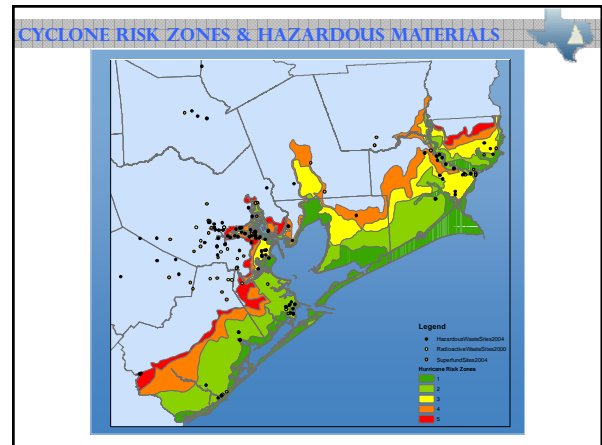 CYCLONE RISK ZONES & HAZARDOUS MATERIALS
Legend
HazardousWasteSites2004
RadioactiveWasteSites2000
SuperfundSites2004
Hurricane Risk Zones
1
2
3
4
5